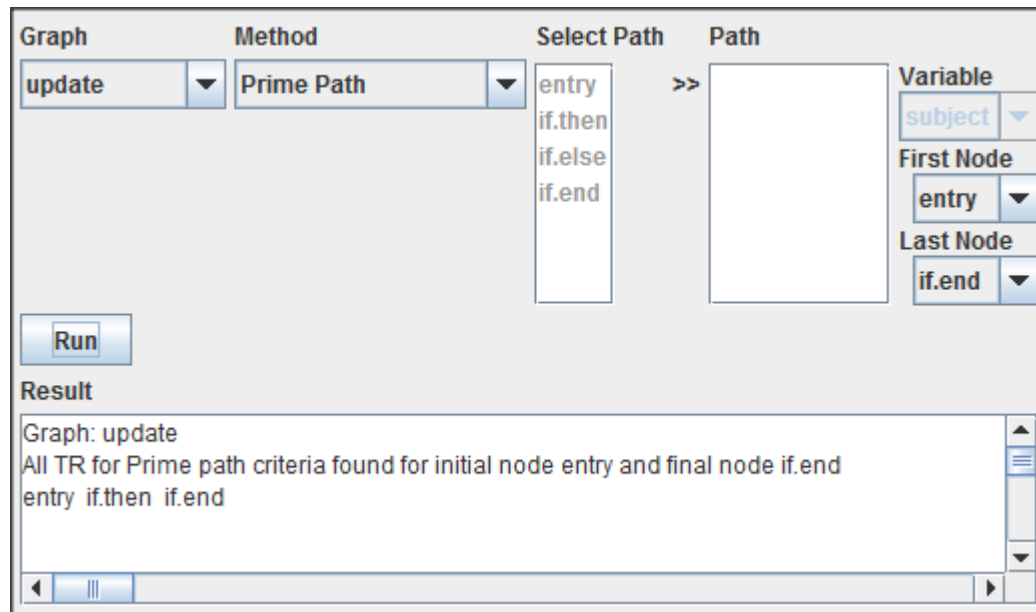 Graph Method Select Path Path
update Prime Path entry >> Variable
if.then subject
if.else First Node
if.end entry
Last Node
if.end
Run
Result
Graph: update
All TR for Prime path criteria found for initial node entry and final node if.end
entry if.then if.end